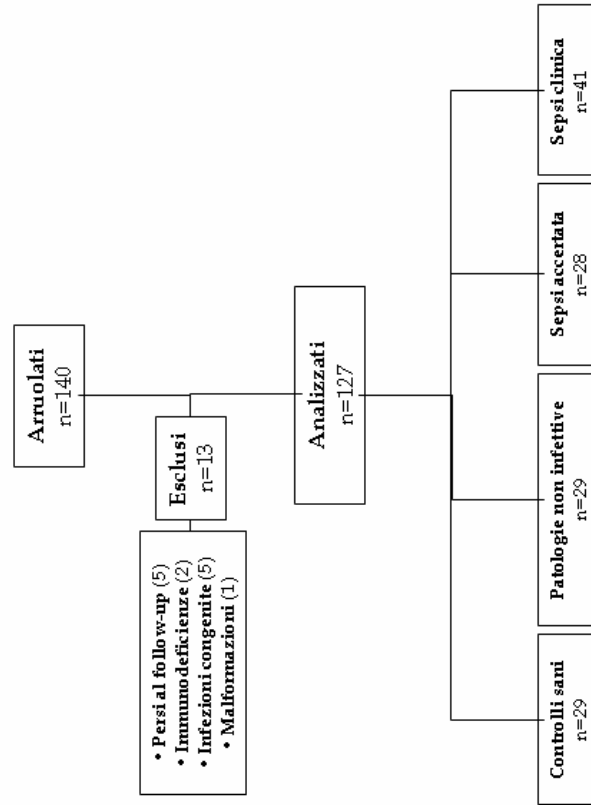 Arruolati
n=140
Esclusi
n=13
• Persi al follow-up (5)
• Immunodeficienze (2)
• Infezioni congenite (5)
• Malformazioni (1)
Analizzati
n=127
Controlli sani
n=29
Patologie non infettive
n=29
Sepsi accertata
n=28
Sepsi clinica
n=41